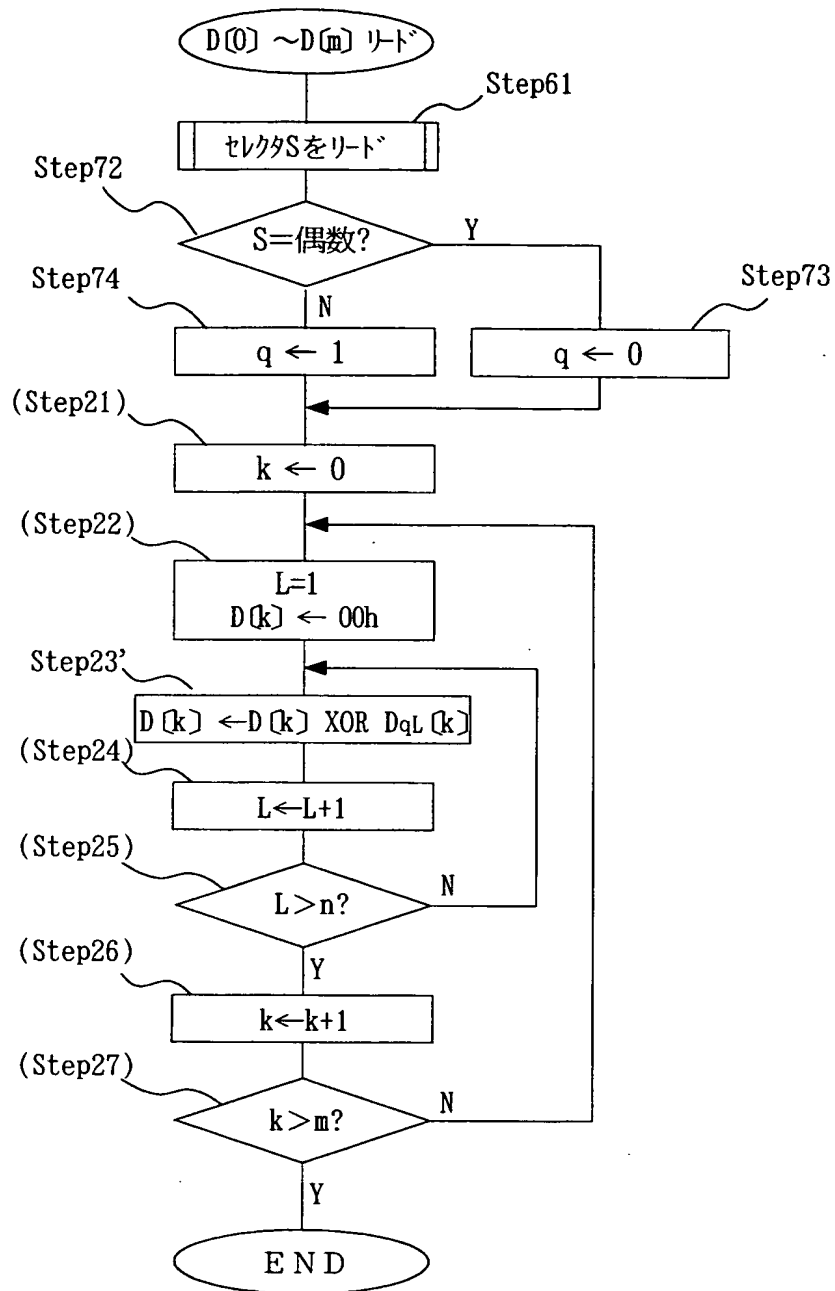 D〔0〕 ～D〔m〕 ﾘｰﾄﾞ
Step61
ｾﾚｸﾀSをﾘｰﾄﾞ
Step72
S＝偶数?
Y
Step74
Step73
N
q ← 1
q ← 0
(Step21)
k ← 0
(Step22)
L=1
D〔k〕 ← 00h
Step23'
D〔k〕 ←D〔k〕 XOR DqL〔k〕
(Step24)
L←L+1
(Step25)
L＞n?
N
(Step26)
Y
k←k+1
(Step27)
k＞m?
N
Y
ＥＮＤ